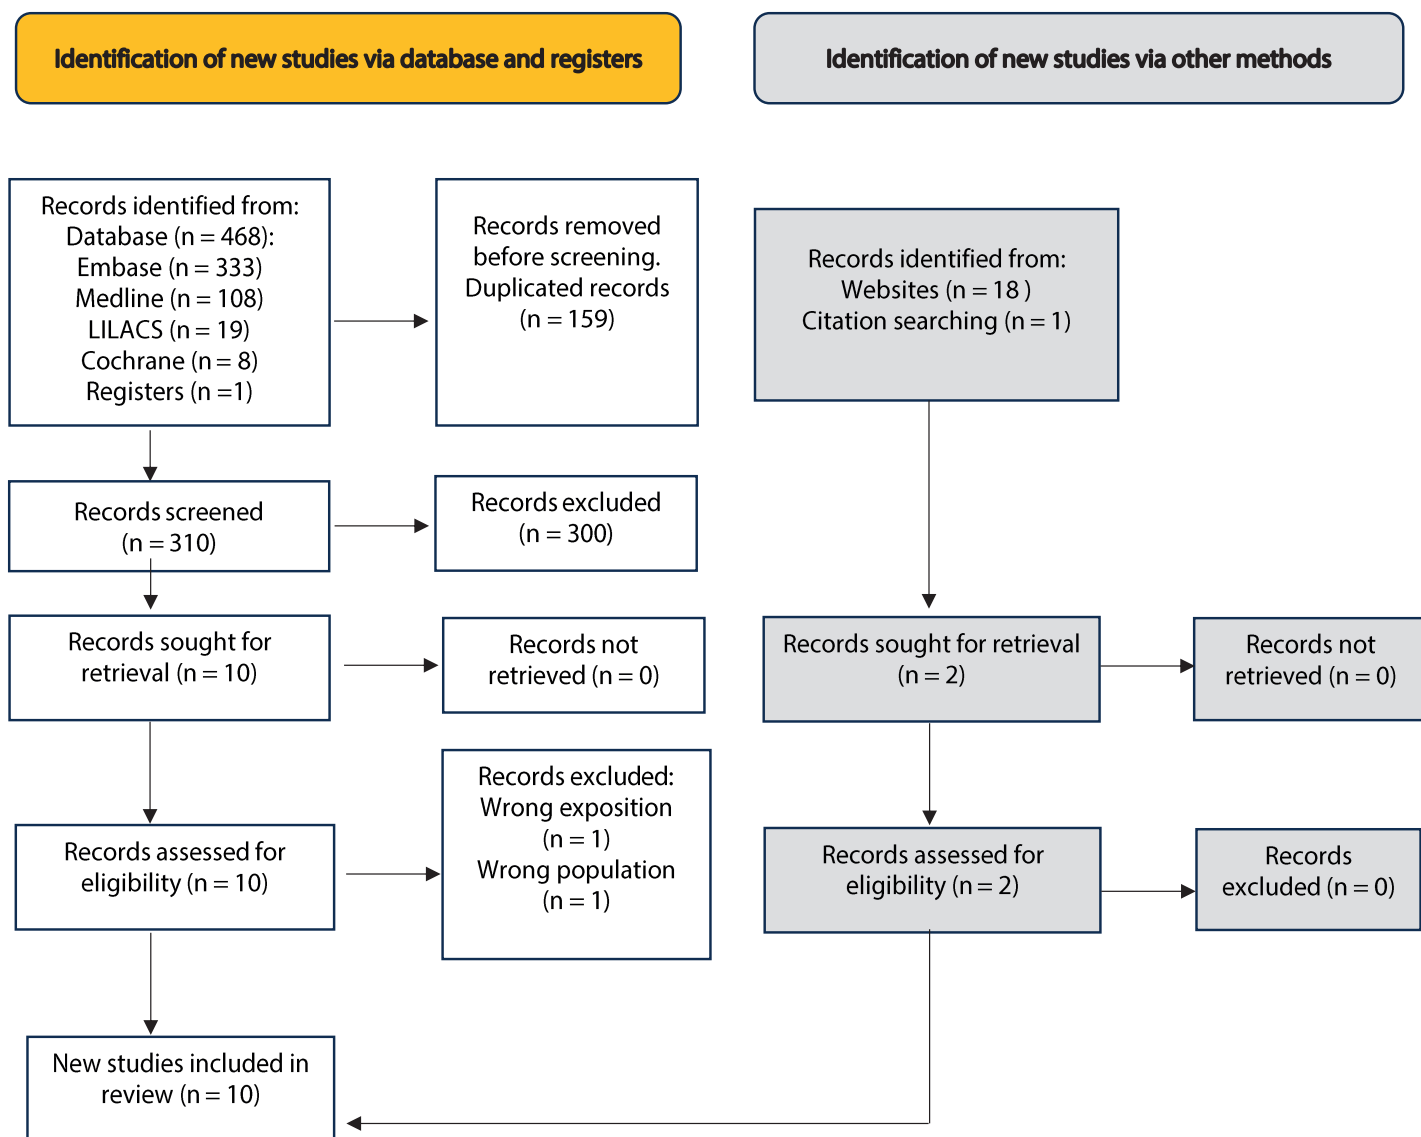 Identification of new studies via database and registers
Identification of new studies via other methods
Records identified from:
Database (n = 468):
Embase (n = 333)
Medline (n = 108)
LILACS (n = 19)
Cochrane (n = 8)
Registers (n =1)
Records removed
before screening.
Duplicated records
(n = 159)
Records identified from:
Websites (n = 18 )
Citation searching (n = 1)
Records screened
(n = 310)
Records excluded
(n = 300)
Records sought for
retrieval (n = 10)
Records not
retrieved (n = 0)
Records sought for retrieval
(n = 2)
Records not
retrieved (n = 0)
Records assessed for
eligibility (n = 10)
Records excluded:
Wrong exposition
(n = 1)
Wrong population
(n = 1)
Records assessed for
eligibility (n = 2)
Records
excluded (n = 0)
New studies included in
review (n = 10)